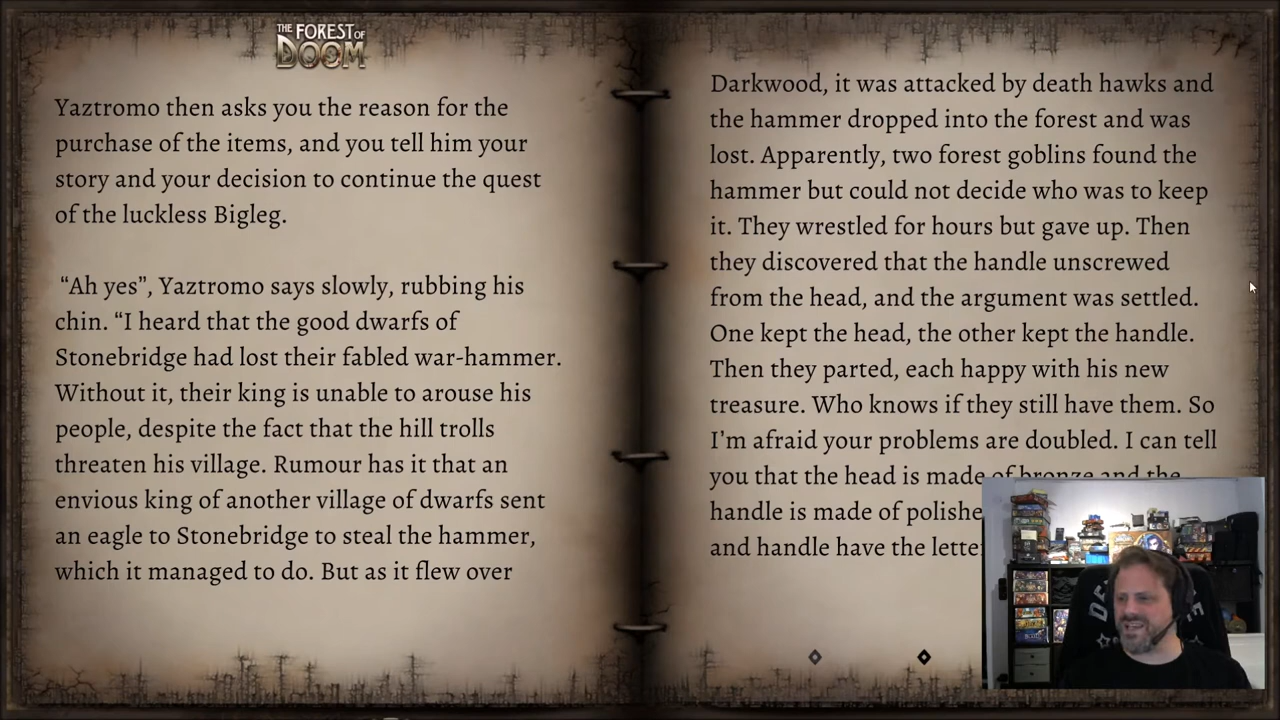 THE FOREST OF
DOOM
Yaztromo then asks you the reason for the
purchase of the items, and you tell him your
story and your decision to continue the quest
of the luckless Bigleg.
“Ah yes”, Yaztromo says slowly, rubbing his
chin. “I heard that the good dwarfs of
Stonebridge had lost their fabled war-hammer.
Without it, their king is unable to arouse his
people, despite the fact that the hill trolls
threaten his village. Rumour has it that an
envious king of another village of dwarfs sent
an eagle to Stonebridge to steal the hammer,
which it managed to do. But as it flew over
Darkwood, it was attacked by death hawks and
the hammer dropped into the forest and was
lost. Apparently, two forest goblins found the
hammer but could not decide who was to keep
it. They wrestled for hours but gave up. Then
they discovered that the handle unscrewed
from the head, and the argument was settled.
One kept the head, the other kept the handle.
Then they parted, each happy with his new
treasure. Who knows if they still have them. So
I’m afraid your problems are doubled. I can tell
you that the head is made of bronze and the
handle is made of
and handle have the